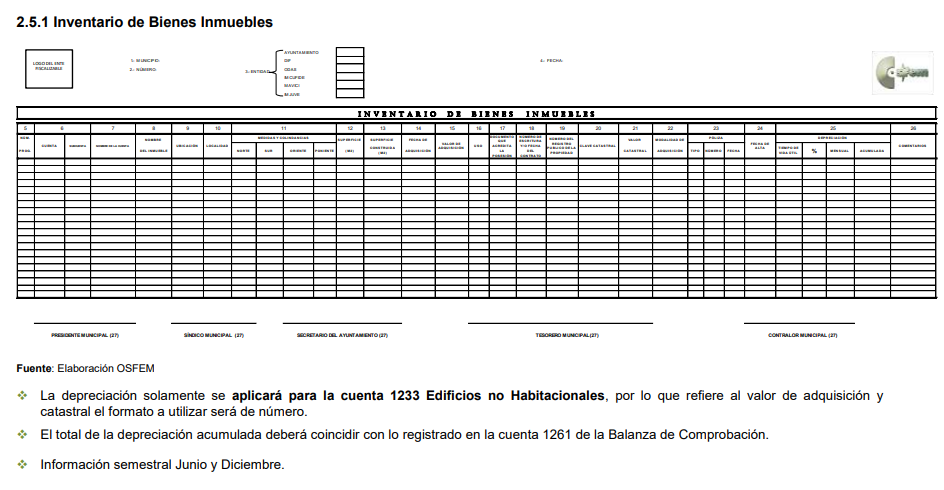 2.5.1 Inventario de Bienes Inmuebles
LOGO DEL ENTE
FISCALIZABLE
1.- MUNICIPIO:
2.- NÚMERO:
3.- ENTIDAD
AYUNTAMIENTO
DIF
ODAS
IMCUFIDE
MAVICI
IMJUVE
4.- FECHA:
osfem
INVENTARIO DE BIENES INMUEBLES
5 6 7 8 9 10 11 12 13 14 15 16 17 18 19 20 21 22 23 24 25 26
NÚM.
PROG.
CUENTA
SUBCUENTA
NOMBRE DE LA CUENTA
NOMBRE
DEL INMUEBLE
UBICACIÓN
LOCALIDAD
MEDIDAS Y COLINDANCIAS
NORTE SUR ORIENTE PONIENTE
SUPERFICIE
(M2)
SUPERFICIE
CONSTRUIDA
(M2)
FECHA DE
ADQUISICIÓN
VALOR DE
ADQUISICIÓN
USO
DOCUMENTO
QUE
ACREDITA
LA
POSESIÓN
NÚMERO DE
ESCRITURA
Y/O FECHA
DEL
CONTRATO
NÚMERO DEL
REGISTRO
PÚBLICO DE LA
PROPIEDAD
CLAVE CATASTRAL
VALOR
CATASTRAL
MODALIDAD DE
ADQUISICIÓN
PÓLIZA
TIPO NÚMERO FECHA
FECHA DE
ALTA
DEPRECIACIÓN
TIEMPO DE
VIDA ÚTIL
%
MENSUAL
ACUMULADO
COMENTARIOS
PRESIDENTE MUNICIPAL (27)
SÍNDICO MUNICIPAL (27)
SECRETARIO DEL AYUNTAMIENTO (27)
TESORERO MUNICIPAL(27)
CONTRALOR MUNICIPAL (27)
Fuente: Elaboración OSFEM
La depreciación solamente se aplicará para la cuenta 1233 Edificios no Habitacionales, por lo que refiere al valor de adquisición y
catastral el formato a utilizar será de número.
El total de la depreciación acumulada deberá coincidir con lo registrado en la cuenta 1261 de la Balanza de Comprobación.
Información semestral Junio y Diciembre.